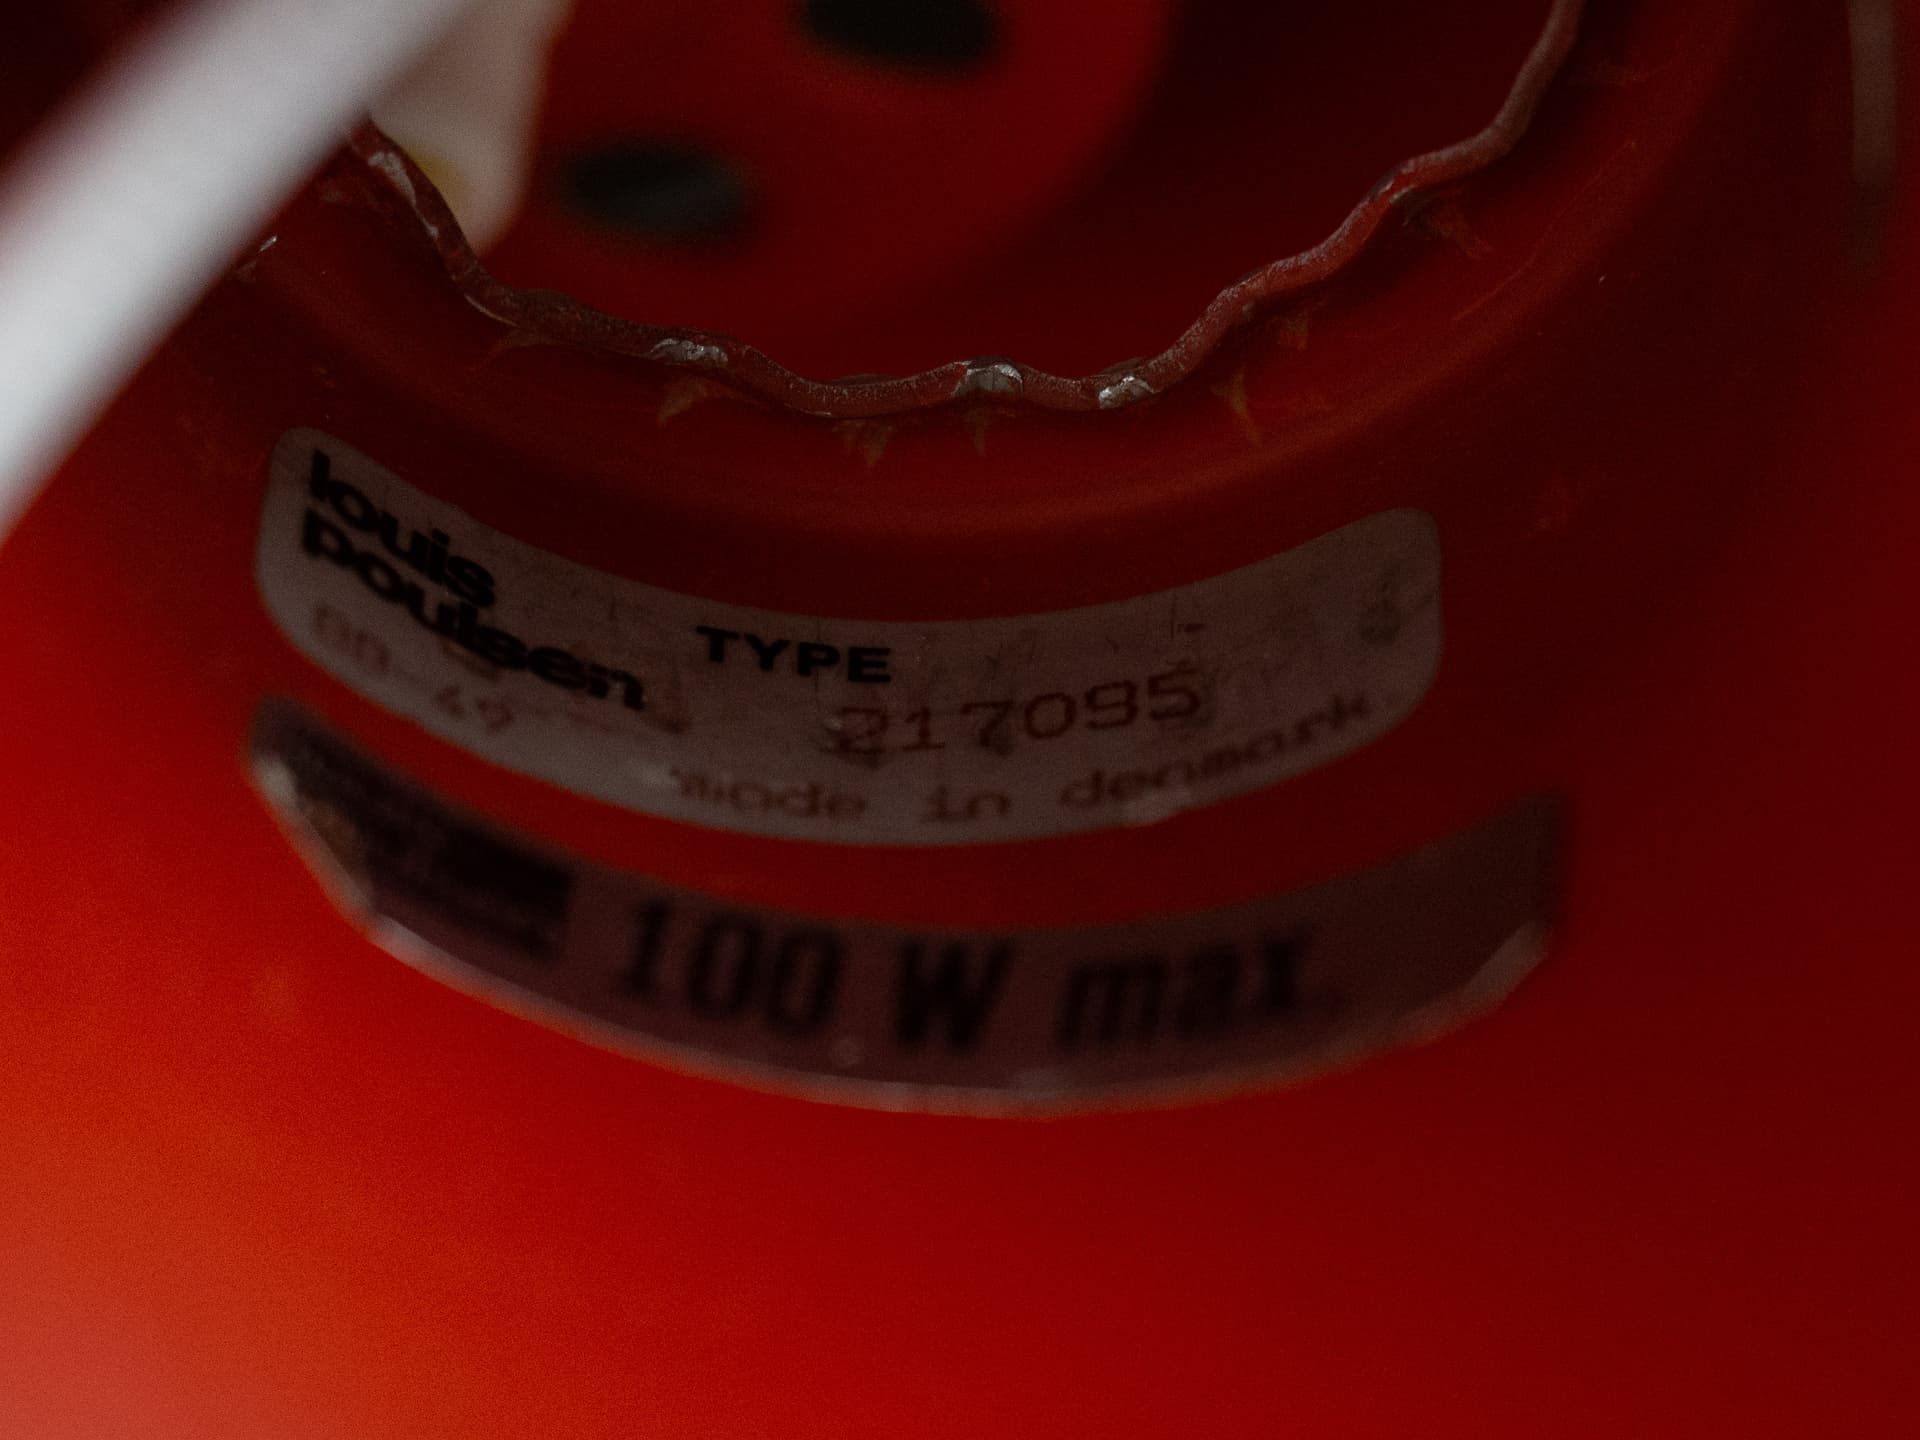 louis
poulsen
TYPE
217095
made in denmark
100 W max.